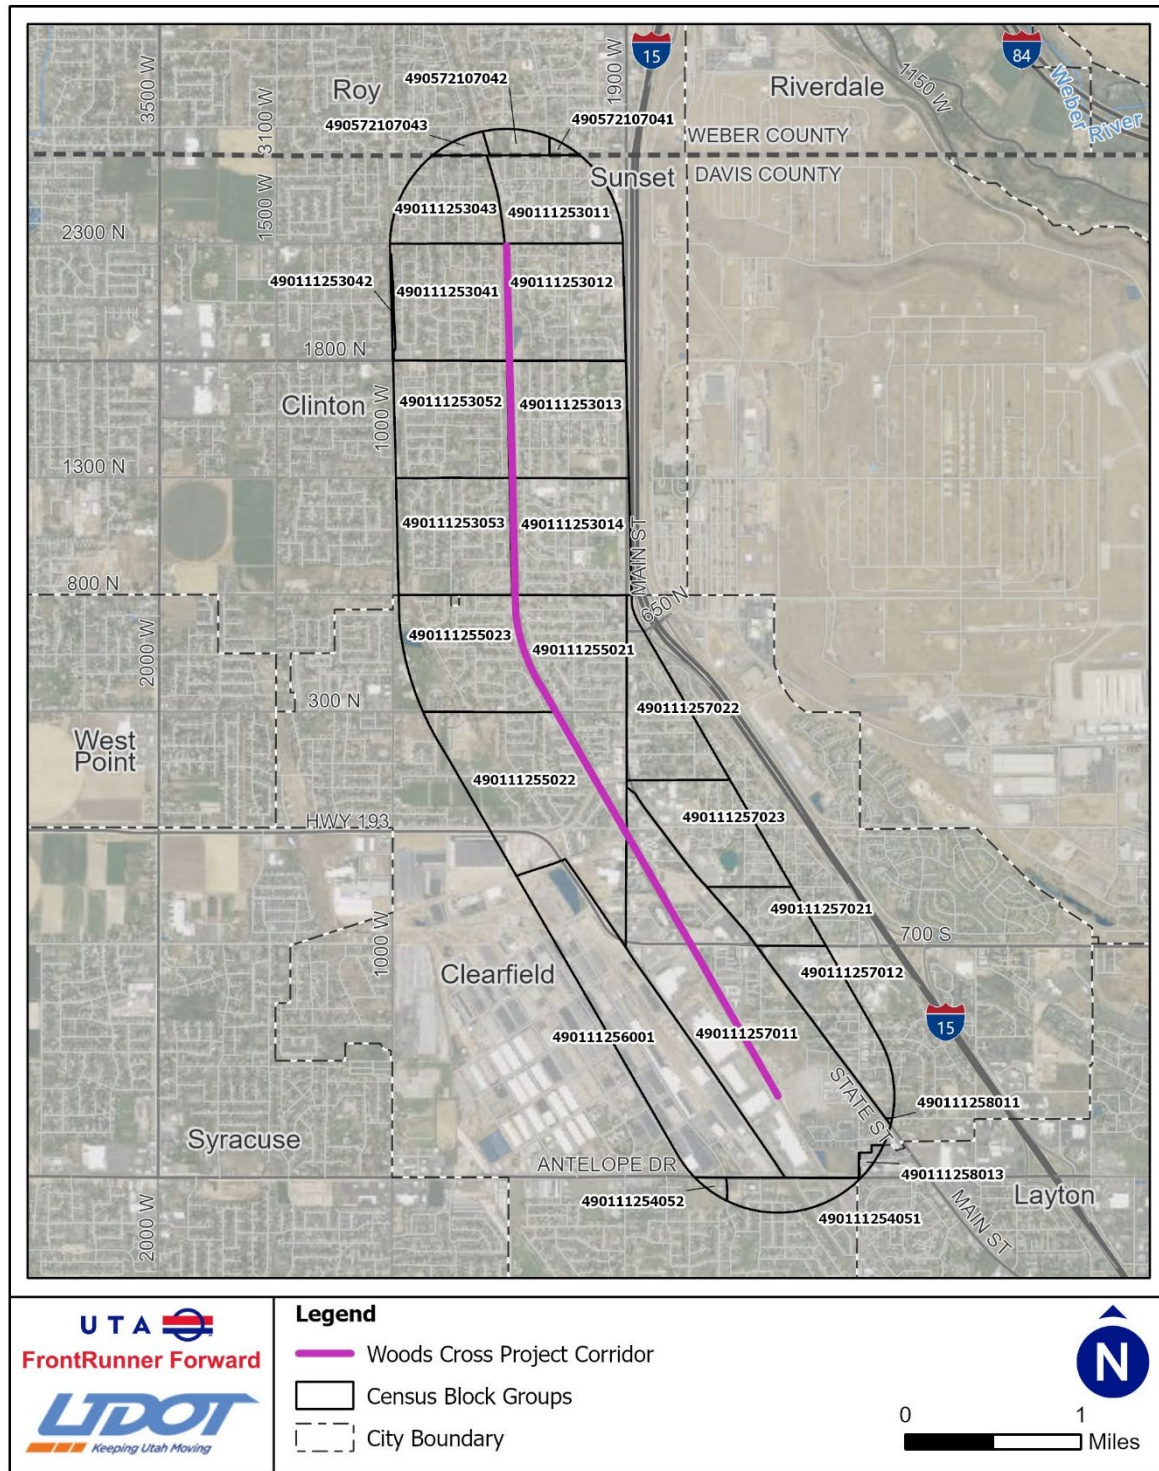 15
84
1900 W
1150 W
Weber
River
3500 W
3100 W
Roy
490572107042
Riverdale
490572107043
490572107041
WEBER COUNTY
Sunset
DAVIS COUNTY
1500 W
490111253043
490111253011
2300 N
490111253042
490111253041
490111253012
1800 N
Clinton
1000 W
490111253052
490111253013
1300 N
490111253053
490111253014
MAIN ST
800 N
650 N
2000 W
490111255023
490111255021
300 N
490111257022
West
Point
490111255022
HWY 193
490111257023
490111257021
700 S
1000 W
Clearfield
490111257012
15
490111256001
490111257011
STATE ST
490111258011
Syracuse
ANTELOPE DR
490111258013
490111254052
Layton
2000 W
490111254051
MAIN ST
UTA
FrontRunner Forward
UDOT
Keeping Utah Moving
Legend
Woods Cross Project Corridor
Census Block Groups
City Boundary
N
0 1
Miles